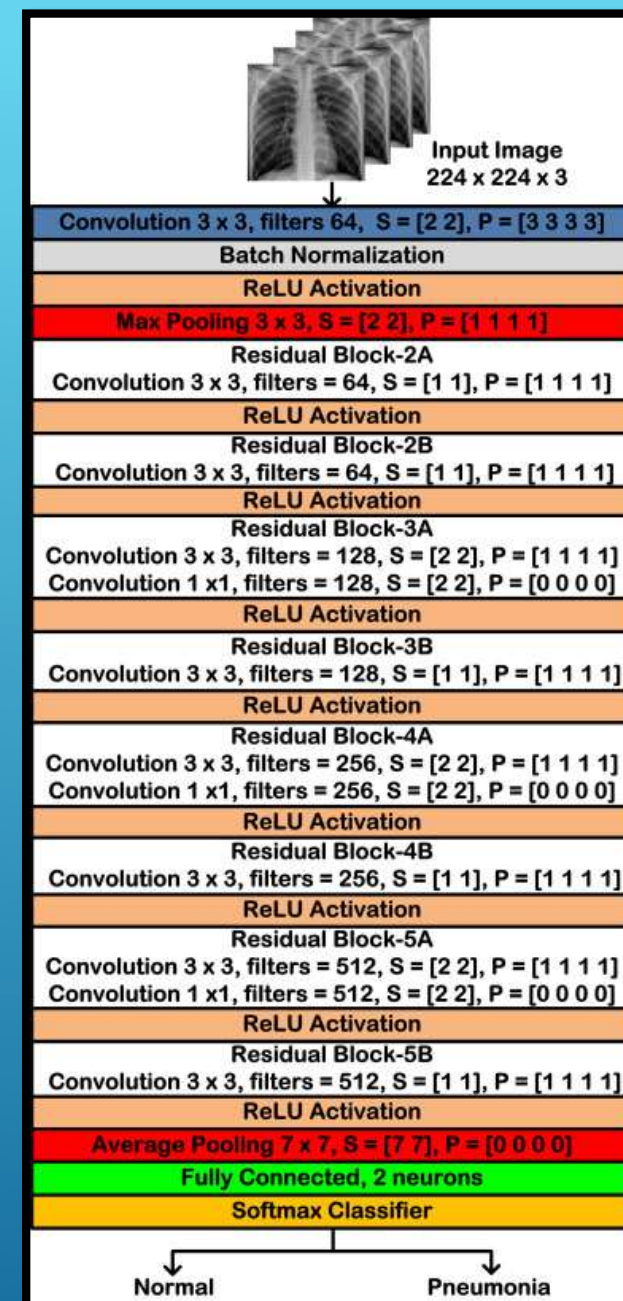 Input Image
224 x 224 x 3
Convolution 3 x 3, filters 64, S = [2 2], P = [3 3 3 3]
Batch Normalization
ReLU Activation
Max Pooling 3 x 3, S = [2 2], P = [1 1 1 1]
Residual Block-2A
Convolution 3 x 3, filters = 64, S = [1 1], P = [1 1 1 1]
ReLU Activation
Residual Block-2B
Convolution 3 x 3, filters = 64, S = [1 1], P = [1 1 1 1]
ReLU Activation
Residual Block-3A
Convolution 3 x 3, filters = 128, S = [2 2], P = [1 1 1 1]
Convolution 1 x1, filters = 128, S = [2 2], P = [0 0 0 0]
ReLU Activation
Residual Block-3B
Convolution 3 x 3, filters = 128, S = [1 1], P = [1 1 1 1]
ReLU Activation
Residual Block-4A
Convolution 3 x 3, filters = 256, S = [2 2], P = [1 1 1 1]
Convolution 1 x1, filters = 256, S = [2 2], P = [0 0 0 0]
ReLU Activation
Residual Block-4B
Convolution 3 x 3, filters = 256, S = [1 1], P = [1 1 1 1]
ReLU Activation
Residual Block-5A
Convolution 3 x 3, filters = 512, S = [2 2], P = [1 1 1 1]
Convolution 1 x1, filters = 512, S = [2 2], P = [0 0 0 0]
ReLU Activation
Residual Block-5B
Convolution 3 x 3, filters = 512, S = [1 1], P = [1 1 1 1]
ReLU Activation
Average Pooling 7 x 7, S = [7 7], P = [0 0 0 0]
Fully Connected, 2 neurons
Softmax Classifier
Normal Pneumonia